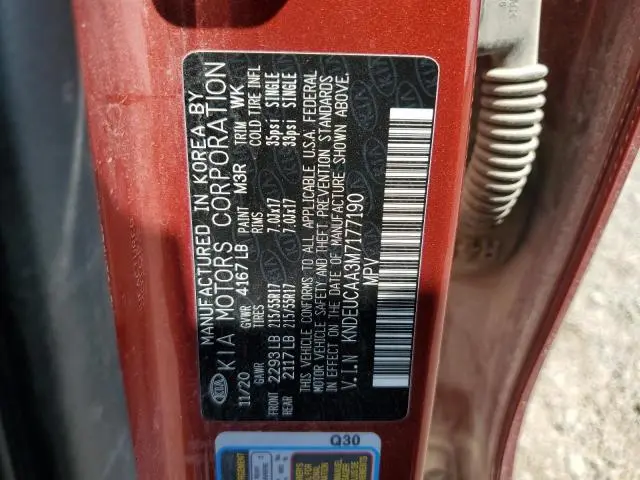 MANUFACTURED IN KOREA BY
KIA MOTORS CORPORATION
11/20 GVWR 4167 LB PAINT M3R TRIM WK
GAWR TIRES RIMS COLD TIRE INFL
FRONT 2293 LB 215/55R17 7.0Jx17 35psi SINGLE
REAR 2117 LB 215/55R17 7.0Jx17 33psi SINGLE
THIS VEHICLE CONFORMS TO ALL APPLICABLE U.S.A. FEDERAL
MOTOR VEHICLE SAFETY AND THEFT PREVENTION STANDARDS
IN EFFECT ON THE DATE OF MANUFACTURE SHOWN ABOVE.
V.I.N KNDEUCAA3M7177190
MPV
Q30